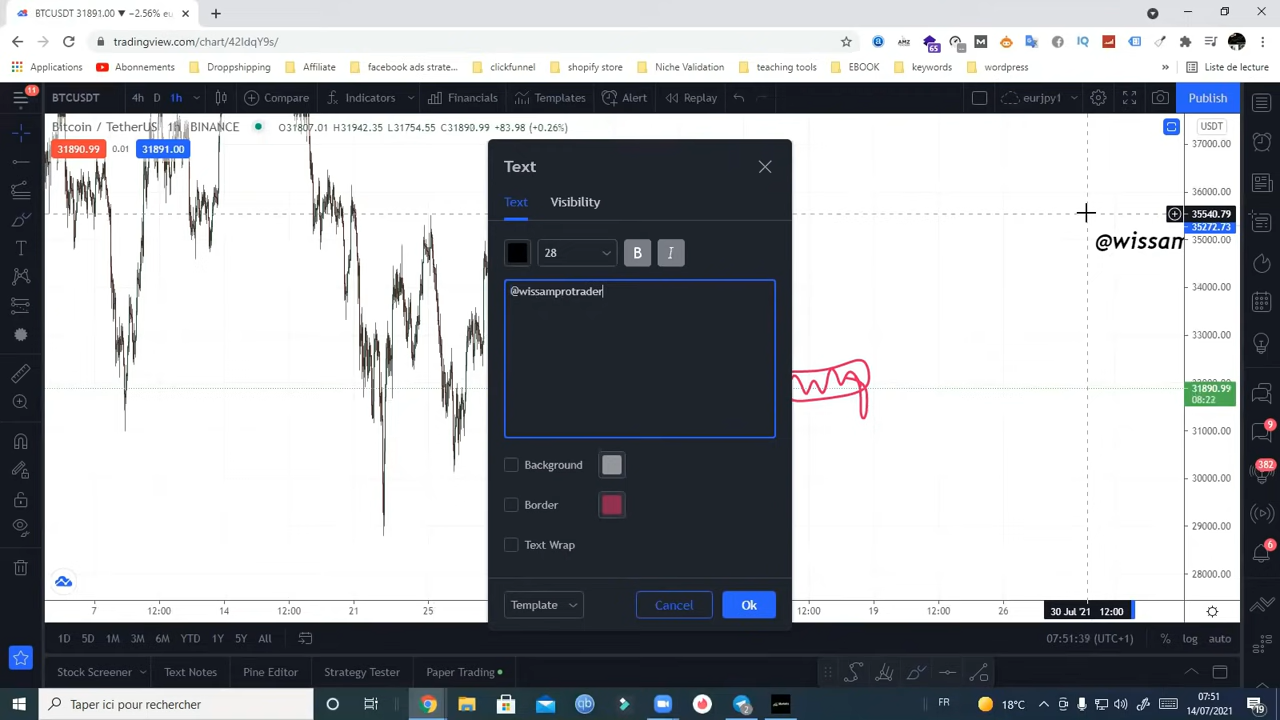 BTCUSDT 31891.00 ▼ −2.56% eu
tradingview.com/chart/42IdqY9s/
65
Applications
Abonnements
Dropshipping
Affiliate
facebook ads strate...
clickfunnel
shopify store
Niche Validation
teaching tools
EBOOK
keywords
wordpress
»
Liste de lecture
11
BTCUSDT
4h D 1h
Compare
Indicators
Financials
Templates
Alert
Replay
eurjpy1
Publish
Bitcoin / TetherUS 1h BINANCE
O31807.01 H31942.35 L31754.55 C31890.99 +83.98 (+0.26%)
USDT
31890.99 0.01 31891.00
37000.00
36000.00
35540.79
35272.73
35000.00
34000.00
33000.00
31890.99
08:22
31000.00
30000.00
29000.00
28000.00
@wissam
Text
Text Visibility
28
B I
@wissamprotrader
Background
Border
Text Wrap
Template
Cancel
Ok
9
382
6
7 12:00 14 12:00 21 25 12:00 19 12:00 26 30 Jul '21 12:00
1D 5D 1M 3M 6M YTD 1Y 5Y All
07:51:39 (UTC+1) % log auto
Stock Screener Text Notes Pine Editor Strategy Tester Paper Trading
Taper ici pour rechercher
2
18°C
FR
07:51
14/07/2021
19